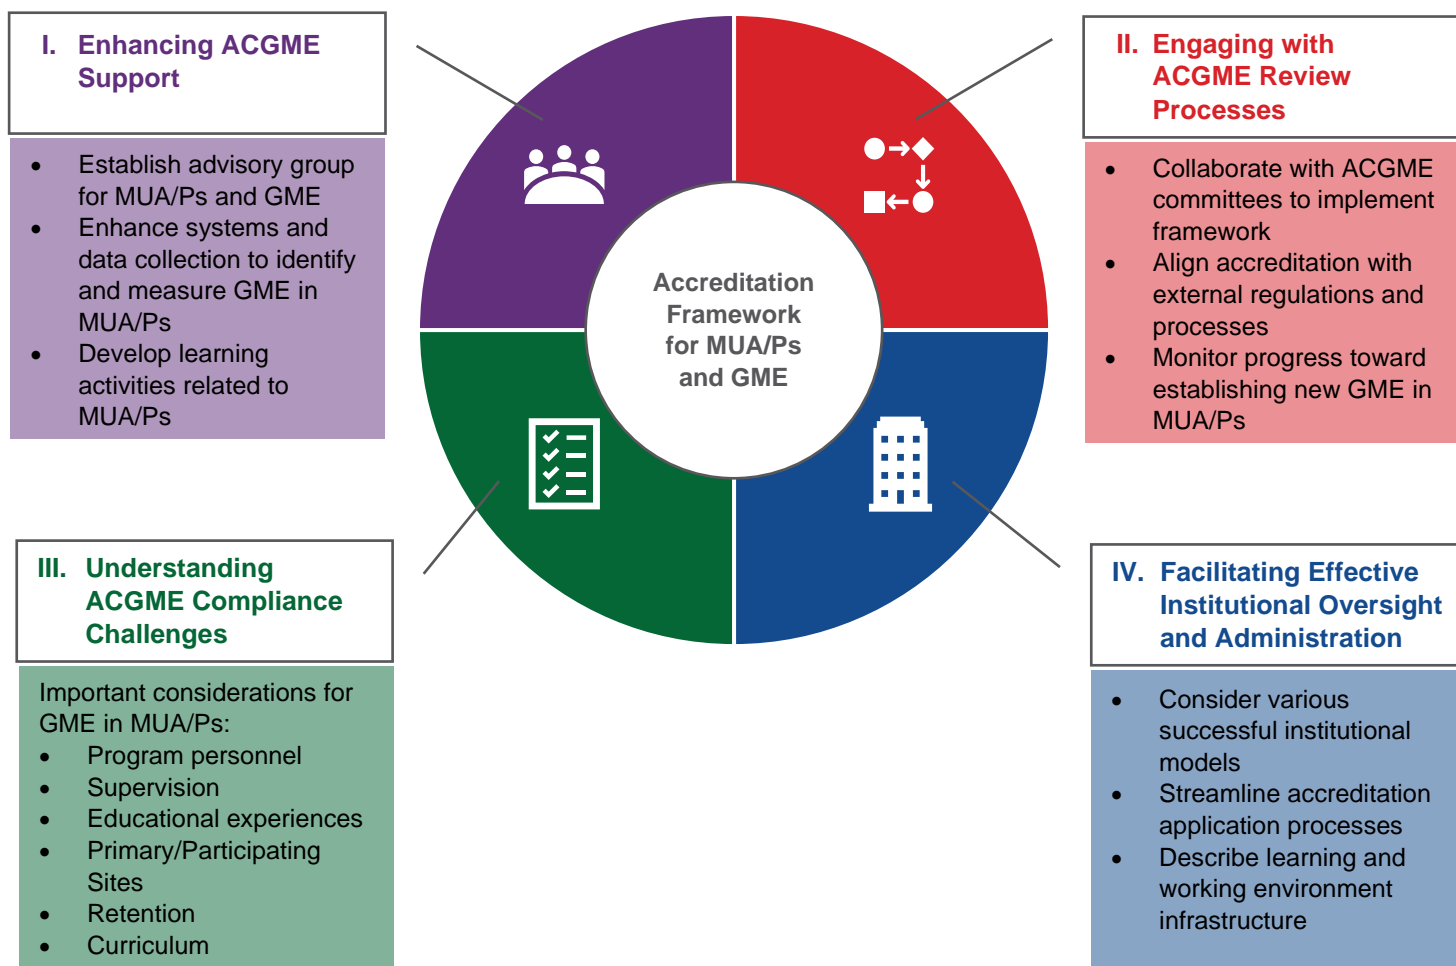 I. Enhancing ACGME
Support
• Establish advisory group
for MUA/Ps and GME
• Enhance systems and
data collection to identify
and measure GME in
MUA/Ps
• Develop learning
activities related to
MUA/Ps
II. Engaging with
ACGME Review
Processes
• Collaborate with ACGME
committees to implement
framework
• Align accreditation with
external regulations and
processes
• Monitor progress toward
establishing new GME in
MUA/Ps
Accreditation
Framework
for MUA/Ps
and GME
III. Understanding
ACGME Compliance
Challenges
Important considerations for
GME in MUA/Ps:
• Program personnel
• Supervision
• Educational experiences
• Primary/Participating
Sites
• Retention
• Curriculum
IV. Facilitating Effective
Institutional Oversight
and Administration
• Consider various
successful institutional
models
• Streamline accreditation
application processes
• Describe learning and
working environment
infrastructure